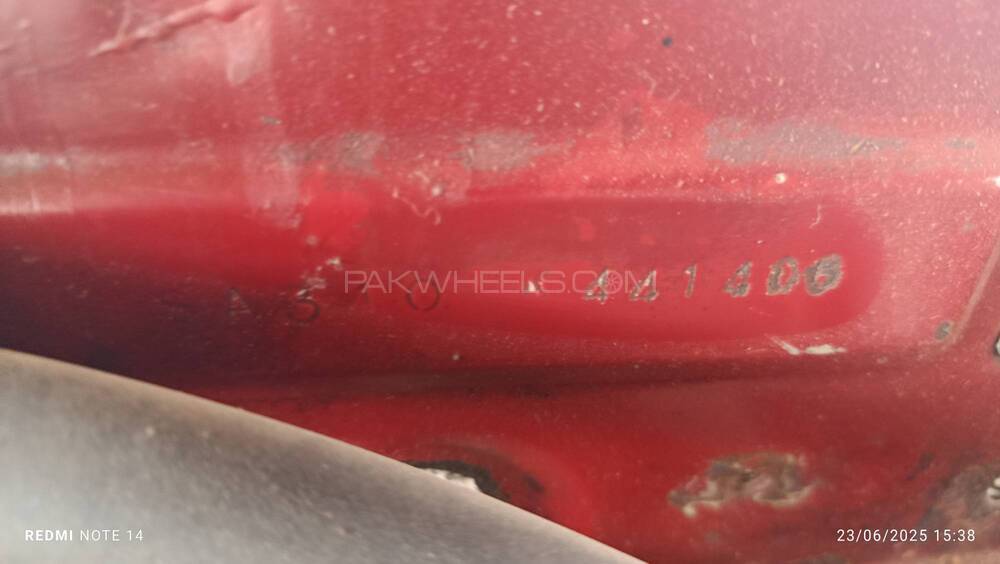 PAKWHEELS.COM
441406
REDMI NOTE 14
23/06/2025 15:38